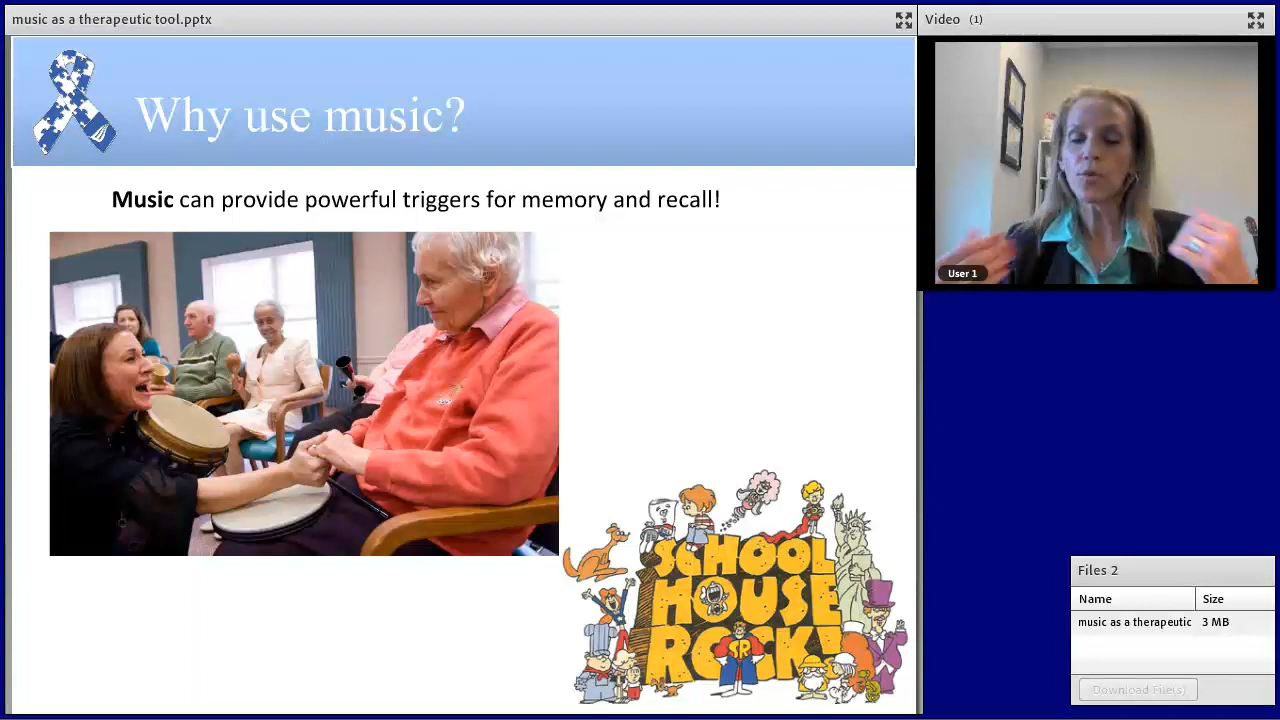 music as a therapeutic tool.pptx
Video (1)
Why use music?
Music can provide powerful triggers for memory and recall!
User 1
SCHOOL
HOUSE
ROCK!
SR
Files 2
Name Size
music as a therapeutic 3 MB
Download File(s)